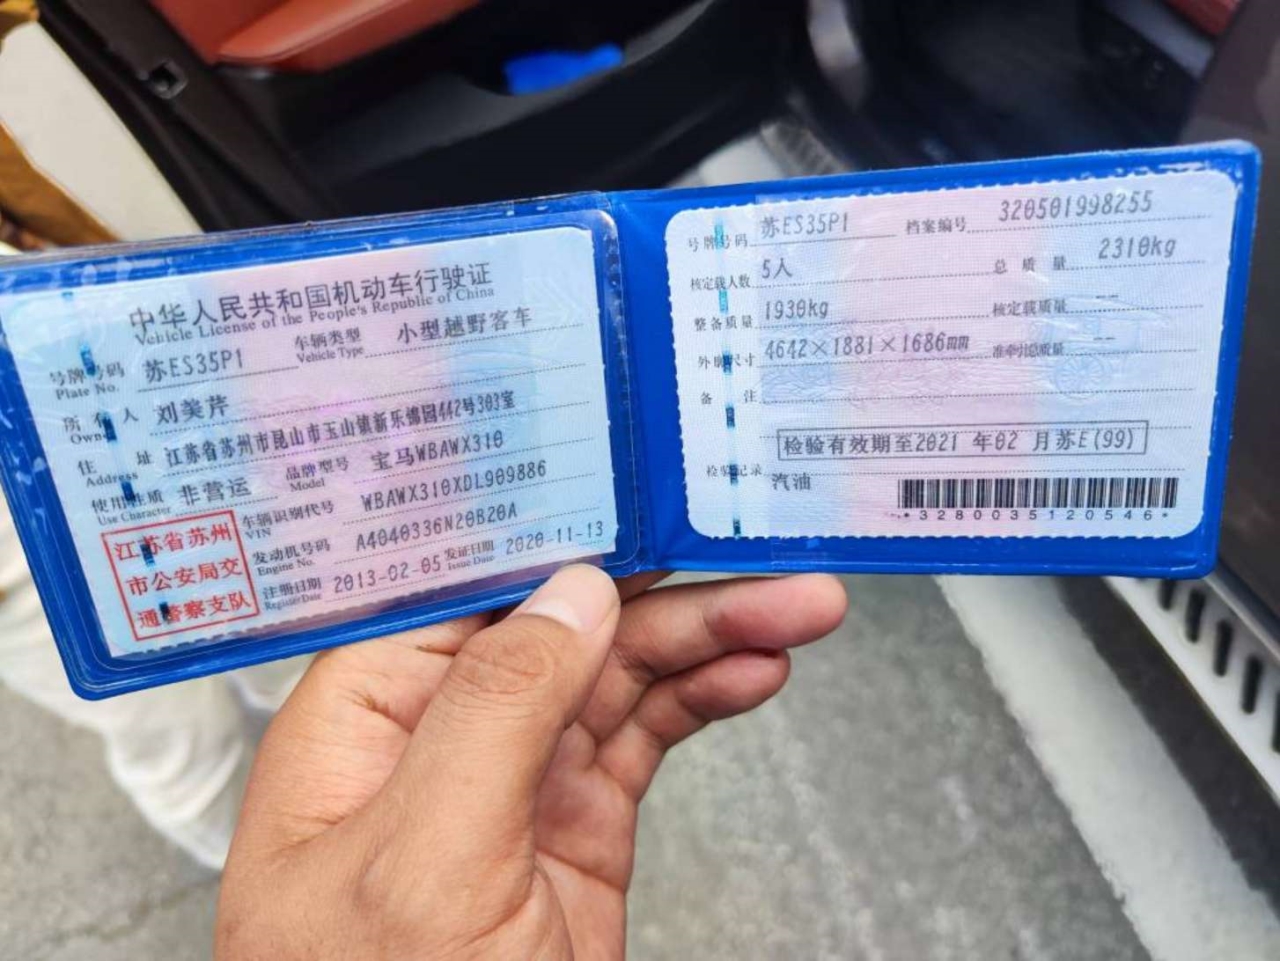 中华人民共和国机动车行驶证
Vehicle License of the People's Republic of China
号牌号码 苏ES35P1 车辆类型 小型越野客车
Plate No. Vehicle Type
所有人 刘美芹
Owner
住址 江苏省苏州市昆山市玉山镇新乐锦园442号303室
Address
使用性质 非营运 品牌型号 宝马WBAWX310
Use Character Model
车辆识别代号 WBAWX310XDL909886
VIN
发动机号码 A4040336N20B20A
Engine No.
注册日期 2013-02-05 发证日期 2020-11-13
Register Date Issue Date
江苏省苏州
市公安局交
通警察支队
号牌号码 苏ES35P1 档案编号 320501998255
核定载人数 5人 总质量 2310kg
整备质量 1930kg 核定载质量 --
外廓尺寸 4642×1881×1686mm 准牵引总质量 --
备注
检验有效期至2021 年02 月苏E(99)
检验记录 汽油
*3280035120546*